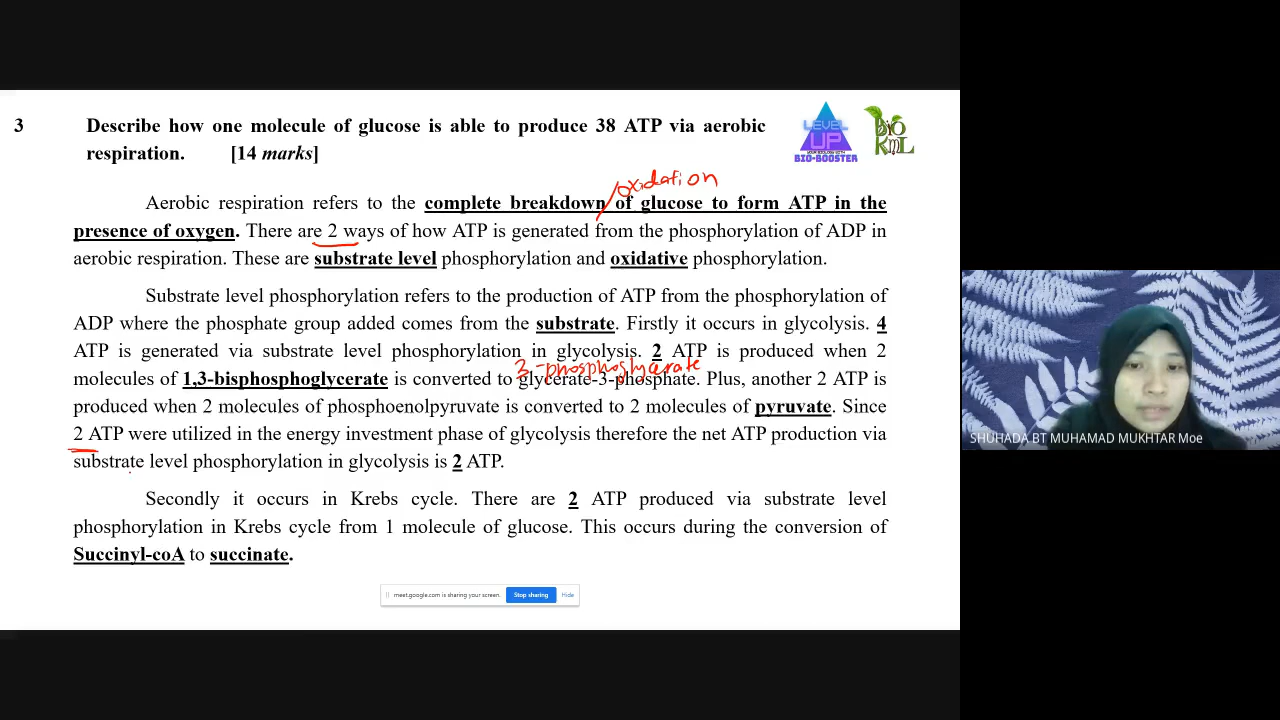 3 Describe how one molecule of glucose is able to produce 38 ATP via aerobic
respiration. [14 marks]
LEVEL
UP
YOUR BIOLOGY WITH
BIO-BOOSTER
Bio
KML
/oxidation
Aerobic respiration refers to the complete breakdown of glucose to form ATP in the
presence of oxygen. There are 2 ways of how ATP is generated from the phosphorylation of ADP in
aerobic respiration. These are substrate level phosphorylation and oxidative phosphorylation.
Substrate level phosphorylation refers to the production of ATP from the phosphorylation of
ADP where the phosphate group added comes from the substrate. Firstly it occurs in glycolysis. 4
ATP is generated via substrate level phosphorylation in glycolysis. 2 ATP is produced when 2
3-phosphoglycerate
molecules of 1,3-bisphosphoglycerate is converted to glycerate-3-phosphate. Plus, another 2 ATP is
produced when 2 molecules of phosphoenolpyruvate is converted to 2 molecules of pyruvate. Since
2 ATP were utilized in the energy investment phase of glycolysis therefore the net ATP production via
substrate level phosphorylation in glycolysis is 2 ATP.
Secondly it occurs in Krebs cycle. There are 2 ATP produced via substrate level
phosphorylation in Krebs cycle from 1 molecule of glucose. This occurs during the conversion of
Succinyl-coA to succinate.
meet.google.com is sharing your screen. Stop sharing Hide
SHUHADA BT MUHAMAD MUKHTAR Moe